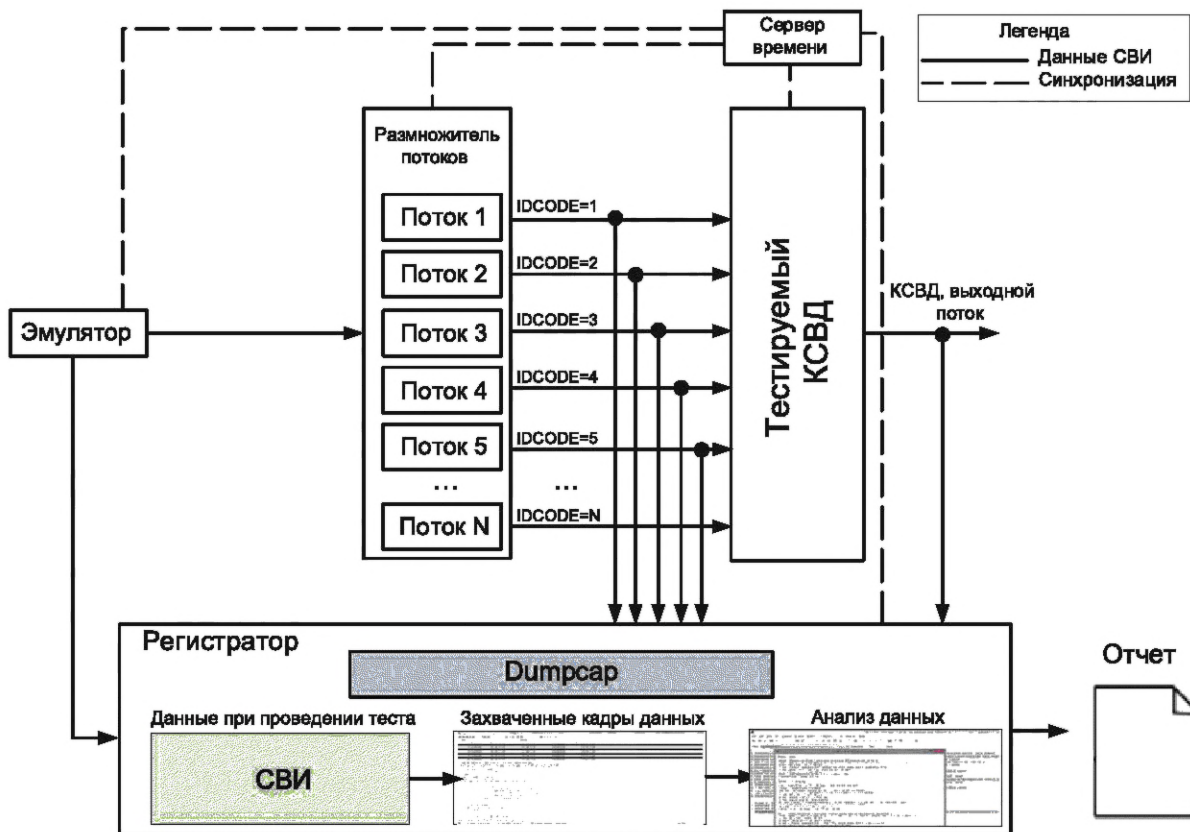 Сервер
времени
Легенда
Данные СВИ
Синхронизация
Размножитель
потоков
Поток 1
IDCODE=1
Поток 2
IDCODE=2
Поток 3
IDCODE=3
Поток 4
IDCODE=4
Поток 5
IDCODE=5
...
...
Поток N
IDCODE=N
Эмулятор
Тестируемый
КСВД
КСВД, выходной
поток
Регистратор
Dumpcap
Данные при проведении теста
Захваченные кадры данных
Анализ данных
СВИ
Отчет